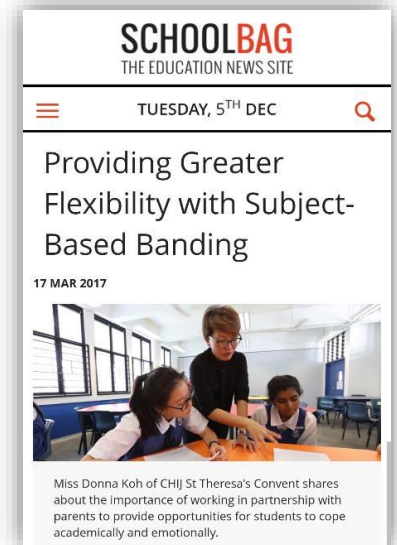 SCHOOLBAG
THE EDUCATION NEWS SITE
TUESDAY, 5TH DEC
Providing Greater
Flexibility with Subject-
Based Banding
17 MAR 2017
Miss Donna Koh of CHIJ St Theresa's Convent shares
about the importance of working in partnership with
parents to provide opportunities for students to cope
academically and emotionally.